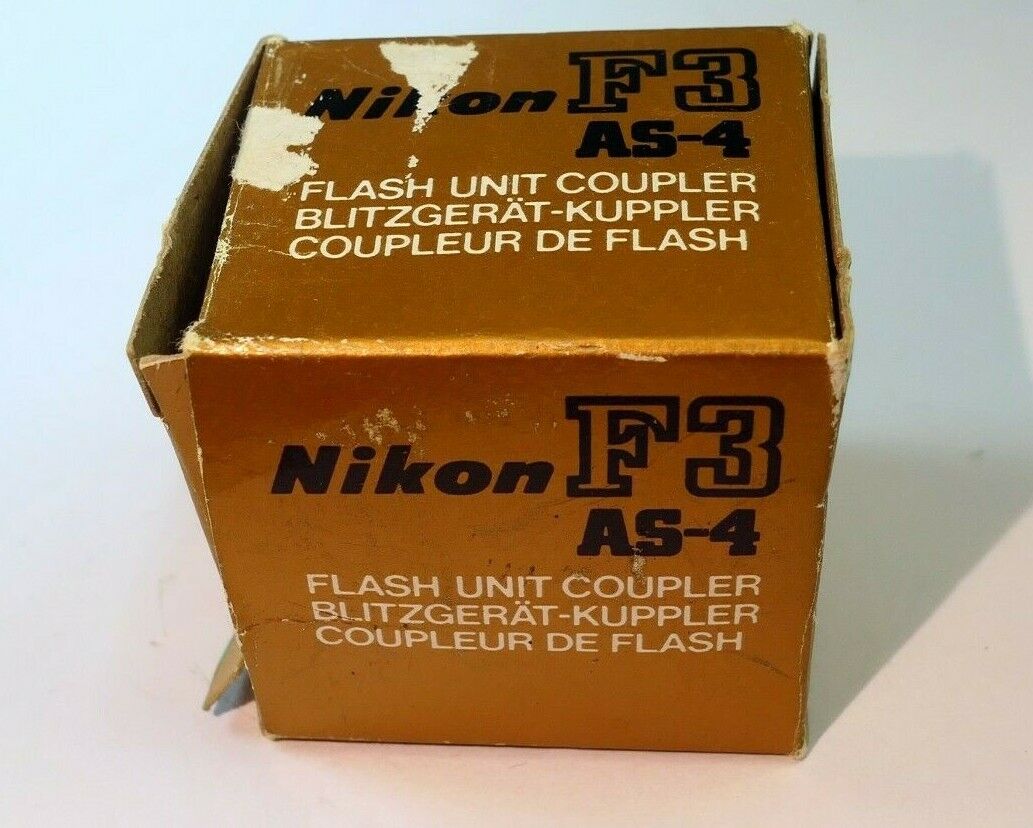 Nikon F3
AS-4
FLASH UNIT COUPLER
BLITZGERÄT-KUPPLER
COUPLEUR DE FLASH
Nikon F3
AS-4
FLASH UNIT COUPLER
BLITZGERÄT-KUPPLER
COUPLEUR DE FLASH